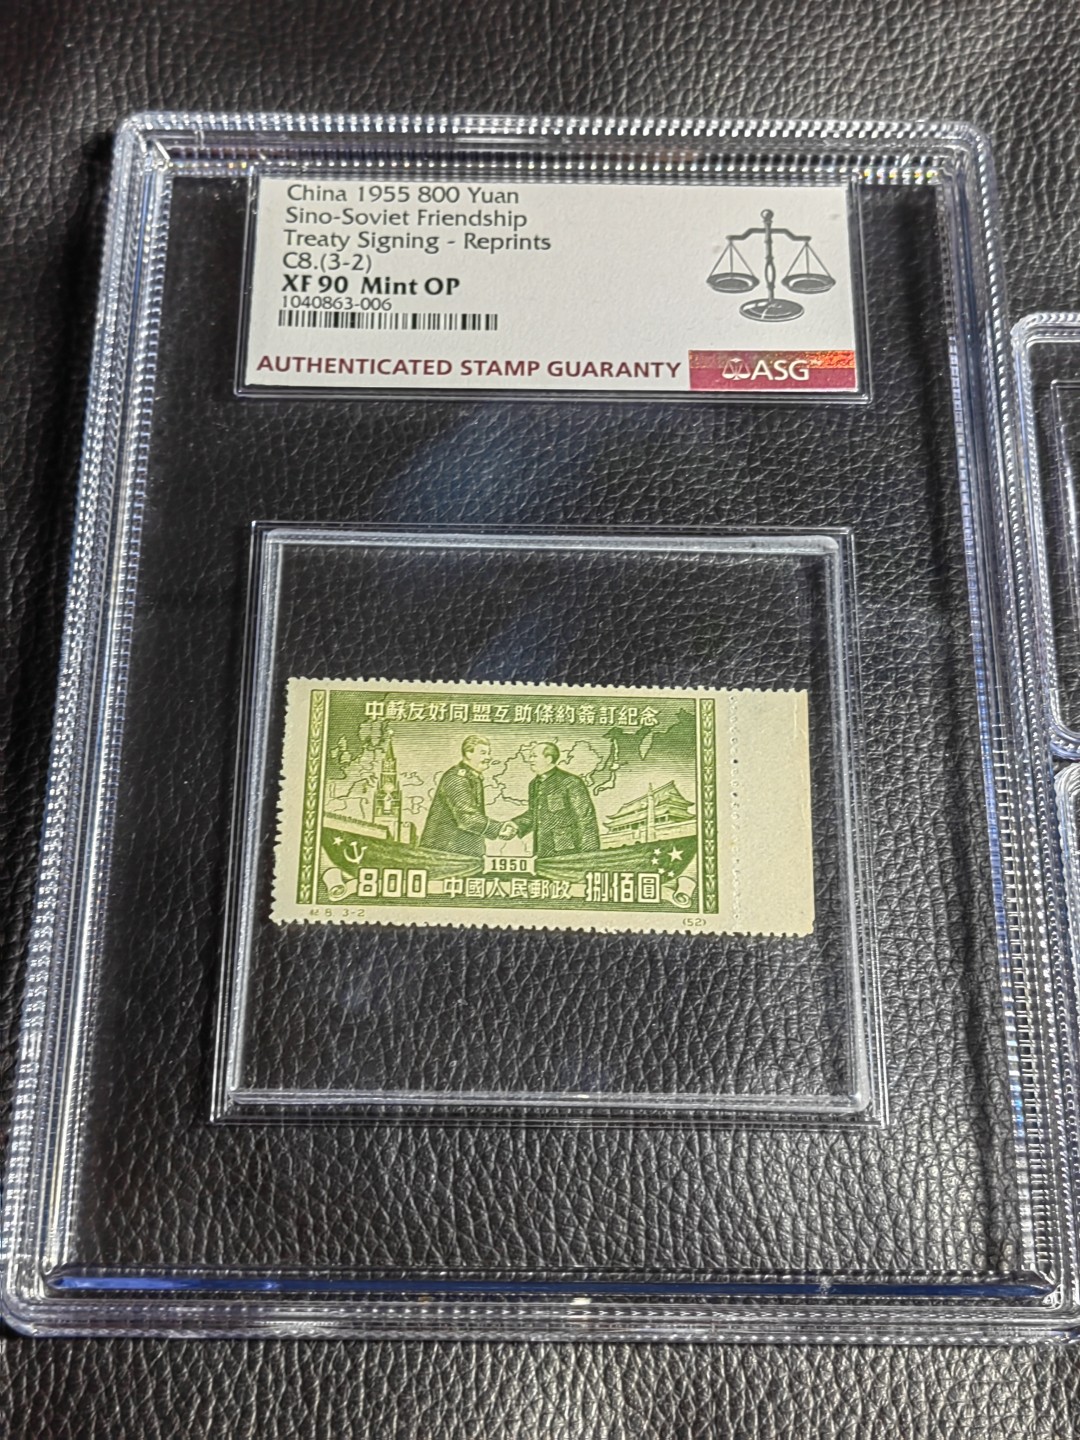 China 1955 800 Yuan
Sino-Soviet Friendship
Treaty Signing - Reprints
C8.(3-2)
XF 90 Mint OP
1040863-006
AUTHENTICATED STAMP GUARANTY
ASG
中蘇友好同盟互助條約簽訂紀念
1950
800 中國人民郵政 捌佰圓
紀 8. 3-2 (52)